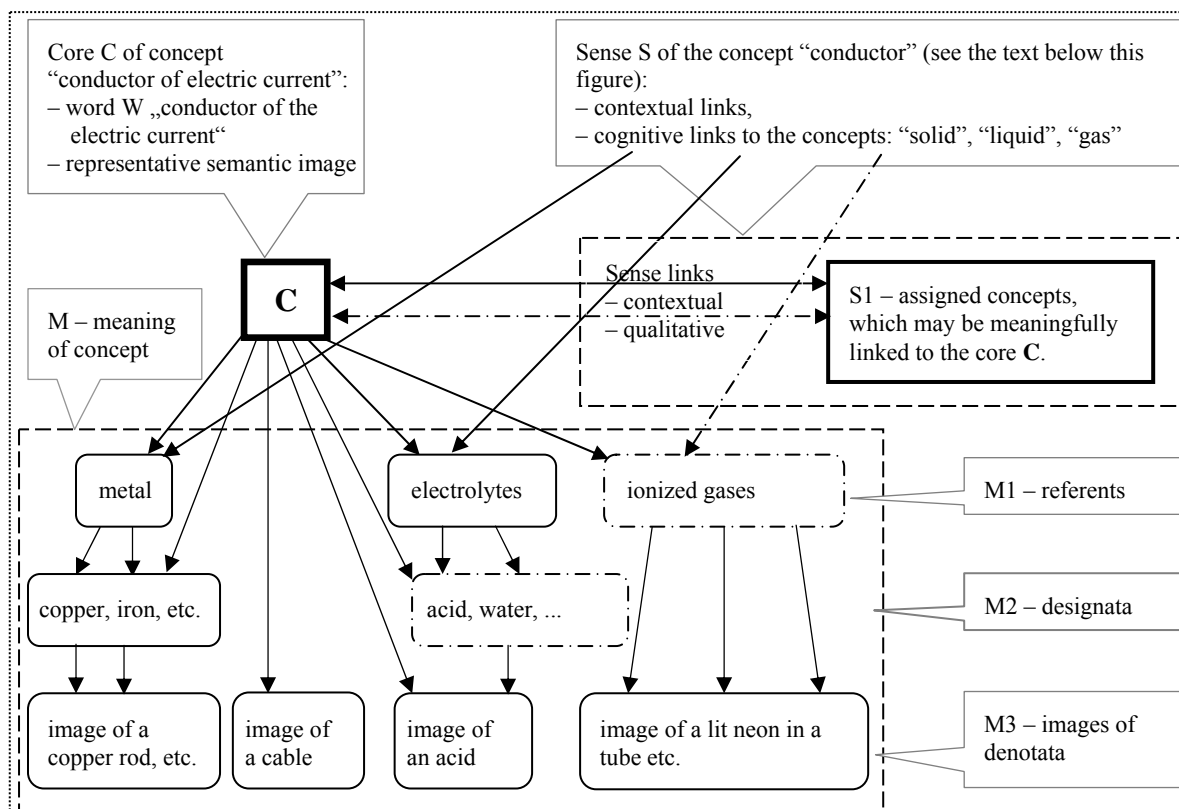 Core C of concept
“conductor of electric current”:
– word W „conductor of the
electric current“
– representative semantic image
Sense S of the concept “conductor” (see the text below this
figure):
– contextual links,
– cognitive links to the concepts: “solid”, “liquid”, “gas”
C
Sense links
– contextual
– qualitative
S1 – assigned concepts,
which may be meaningfully
linked to the core C.
M – meaning
of concept
metal
electrolytes
ionized gases
M1 – referents
copper, iron, etc.
acid, water, ...
M2 – designata
image of a
copper rod, etc.
image of
a cable
image of
an acid
image of a lit neon in a
tube etc.
M3 – images of
denotata